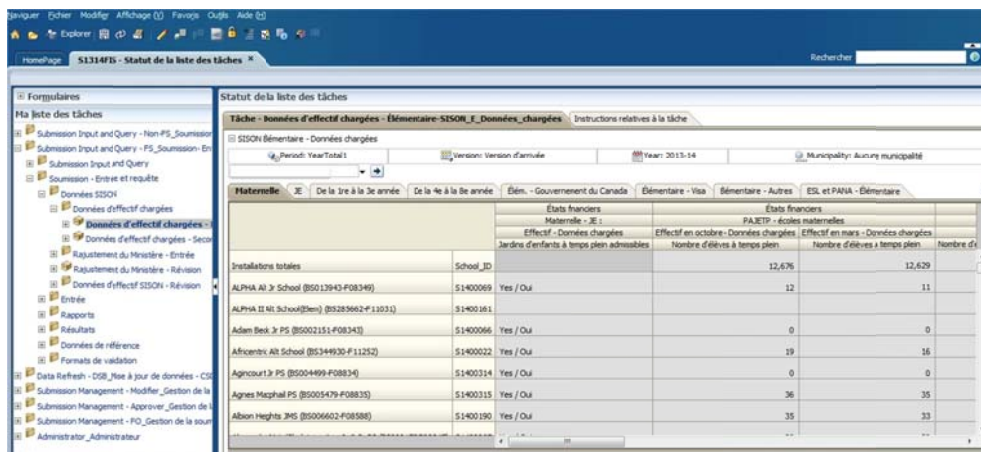 Naviguer Fichier Modifier Affichage (V) Favoris Outils Aide (H)
Explorer
HomePage S1314FIS - Statut de la liste des tâches × Rechercher
Formulaires
Ma liste des tâches
Submission Input and Query - Non-FS_Soumission
Submission Input and Query - FS_Soumission- En
Submission Input and Query
Soumission - Entrée et requête
Données SISON
Données d'effectif chargées
Données d'effectif chargées -
Données d'effectif chargées - Seco
Rajustement du Ministère - Entrée
Rajustement du Ministère - Révision
Données d'effectif SISON - Révision
Entrée
Rapports
Résultats
Données de référence
Formats de validation
Data Refresh - DSB_Mise à jour de données - CS
Submission Management - Modifier_Gestion de la
Submission Management - Approver_Gestion de l
Submission Management - FO_Gestion de la soum
Administrator_Administrateur
Statut de la liste des tâches
Tâche - Données d'effectif chargées - Élémentaire-SISON_E_Données_chargées Instructions relatives à la tâche
SISON Élémentaire - Données chargées
Period: YearTotal1 Version: Version d'arrivée Year: 2013-14 Municipality: Aucune municipalité
Maternelle JE De la 1re à la 3e année De la 4e à la 8e année Élém. - Gouvernement du Canada Élémentaire - Visa Élémentaire - Autres ESL et PANA - Élémentaire
États financiers États financiers
Maternelle - JE : PAJETP - écoles maternelles
Effectif - Données chargées Effectif en octobre - Données chargées Effectif en mars - Données chargées
Jardins d'enfants à temps plein admissibles Nombre d'élèves à temps plein Nombre d'élèves à temps plein Nombre d'é
Installations totales School_ID 12,676 12,629
ALPHA Alt Jr School (BS013943-F08349) S1400069 Yes / Oui 12 11
ALPHA II Alt School(Elem) (BS283662-F11031) S1400161
Adam Beck Jr PS (BS002151-F08343) S1400066 Yes / Oui 0 0
Africentric Alt School (BS344930-F11252) S1400022 Yes / Oui 19 16
Agincourt Jr PS (BS004499-F08834) S1400314 Yes / Oui 0 0
Agnes Macphail PS (BS005479-F08835) S1400315 Yes / Oui 36 35
Albion Heights JMS (BS006602-F08588) S1400190 Yes / Oui 35 33